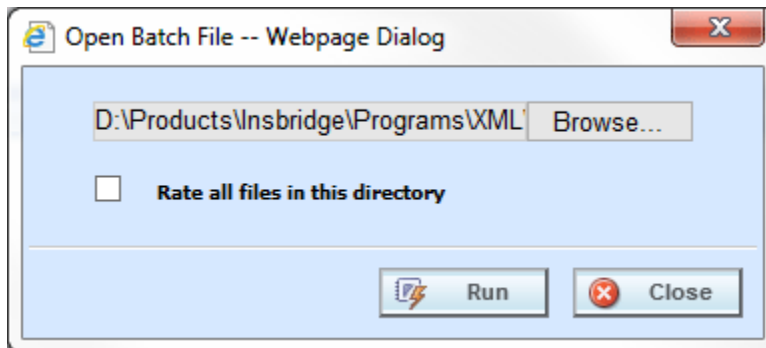 Open Batch File -- Webpage Dialog
D:\Products\Insbridge\Programs\XML
Browse...
Rate all files in this directory
Run
Close